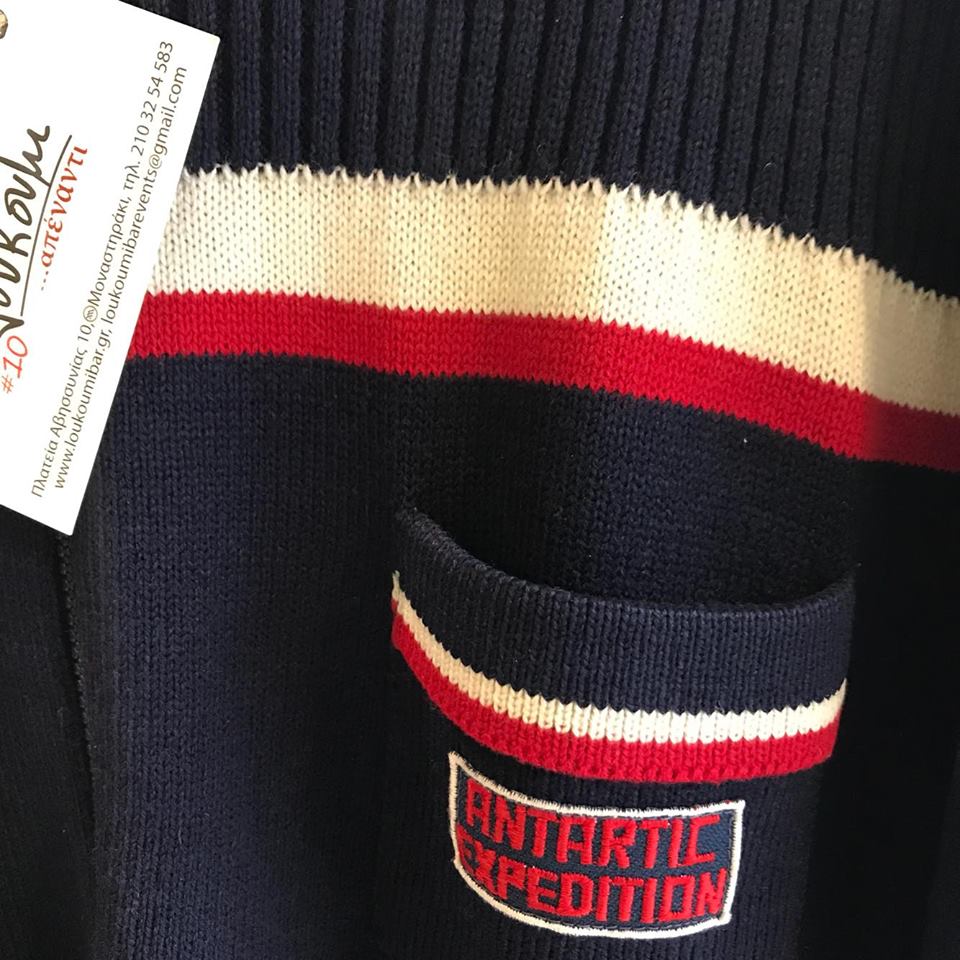 #10 Λουκουμι
...απέναντι
Πλατεία Αβησσυνίας 10, Μοναστηράκι, τηλ. 210 32 54 583
www.loukoumibar.gr, loukoumibarevents@gmail.com
ANTARTIC
EXPEDITION